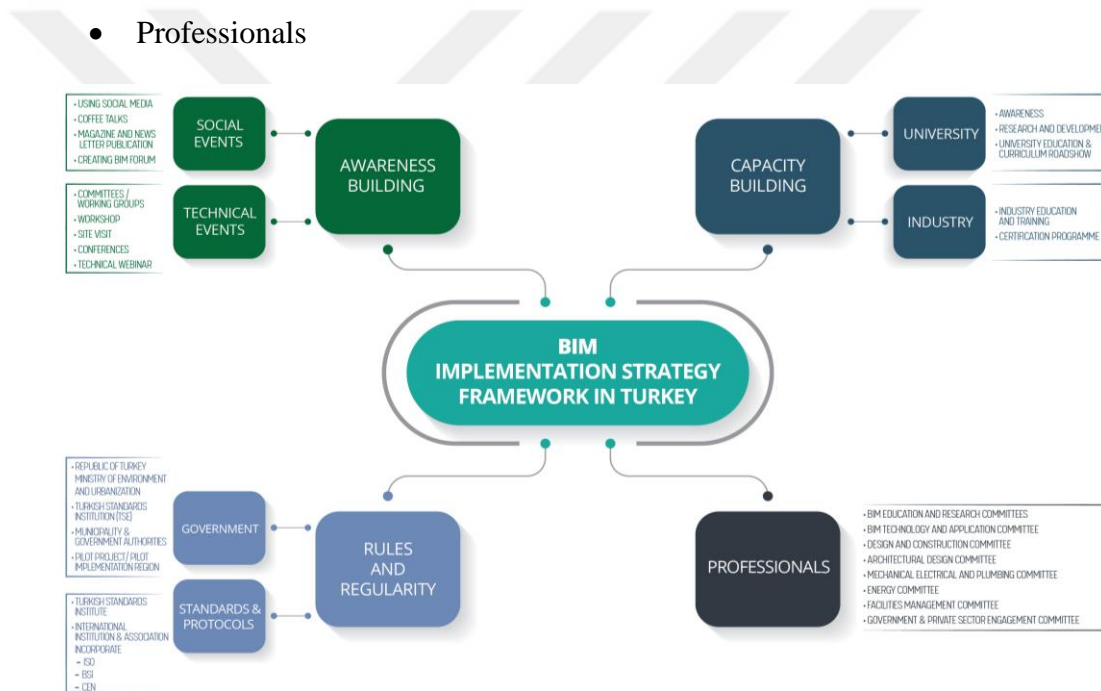 • Professionals
• USING SOCIAL MEDIA
• COFFEE TALKS
• MAGAZINE AND NEWS
LETTER PUBLICATION
• CREATING BIM FORUM
SOCIAL
EVENTS
• COMMITTEES /
WORKING GROUPS
• WORKSHOP
• SITE VISIT
• CONFERENCES
• TECHNICAL WEBINAR
TECHNICAL
EVENTS
AWARENESS
BUILDING
CAPACITY
BUILDING
UNIVERSITY
• AWARENESS
• RESEARCH AND DEVELOPMEN
• UNIVERSITY EDUCATION &
CURRICULUM ROADSHOW
INDUSTRY
• INDUSTRY EDUCATION
AND TRAINING
• CERTIFICATION PROGRAMME
BIM
IMPLEMENTATION STRATEGY
FRAMEWORK IN TURKEY
• REPUBLIC OF TURKEY
MINISTRY OF ENVIRONMENT
AND URBANIZATION
• TURKISH STANDARDS
INSTITUTION (TSE)
• MUNICIPALITY &
GOVERNMENT AUTHORITIES
• PILOT PROJECT/ PILOT
IMPLEMENTATION REGION
GOVERNMENT
• TURKISH STANDARDS
INSTITUTE
• INTERNATIONAL
INSTITUTION & ASSOCIATION
INCORPORATE
- ISO
- BSI
- CEN
STANDARDS &
PROTOCOLS
RULES
AND
REGULARITY
PROFESSIONALS
• BIM EDUCATION AND RESEARCH COMMITTEES
• BIM TECHNOLOGY AND APPLICATION COMMITTEE
• DESIGN AND CONSTRUCTION COMMITTEE
• ARCHITECTURAL DESIGN COMMITTEE
• MECHANICAL ELECTRICAL AND PLUMBING COMMITTEE
• ENERGY COMMITTEE
• FACILITIES MANAGEMENT COMMITTEE
• GOVERNMENT & PRIVATE SECTOR ENGAGEMENT COMMITTEE